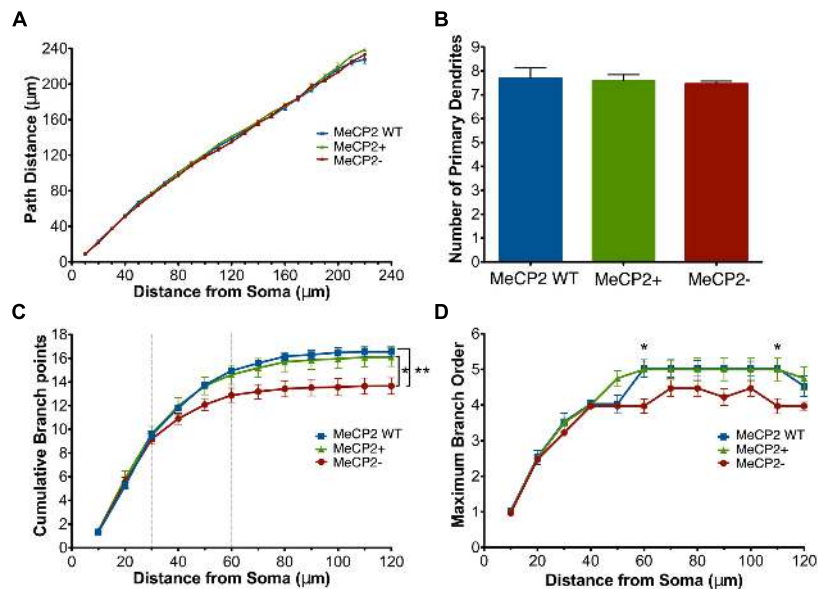 A
240
200
160
120
80
40
0
Path Distance (µm)
MeCP2 WT
MeCP2+
MeCP2-
0 40 80 120 160 200 240
Distance from Soma (µm)
B
9
8
7
6
5
4
3
2
1
0
Number of Primary Dendrites
MeCP2 WT MeCP2+ MeCP2-
C
18
16
14
12
10
8
6
4
2
0
Cumulative Branch points
* **
MeCP2 WT
MeCP2+
MeCP2-
0 20 40 60 80 100 120
Distance from Soma (µm)
D
7
6
5
4
3
2
1
0
Maximum Branch Order
* *
MeCP2 WT
MeCP2+
MeCP2-
0 20 40 60 80 100 120
Distance from Soma (µm)